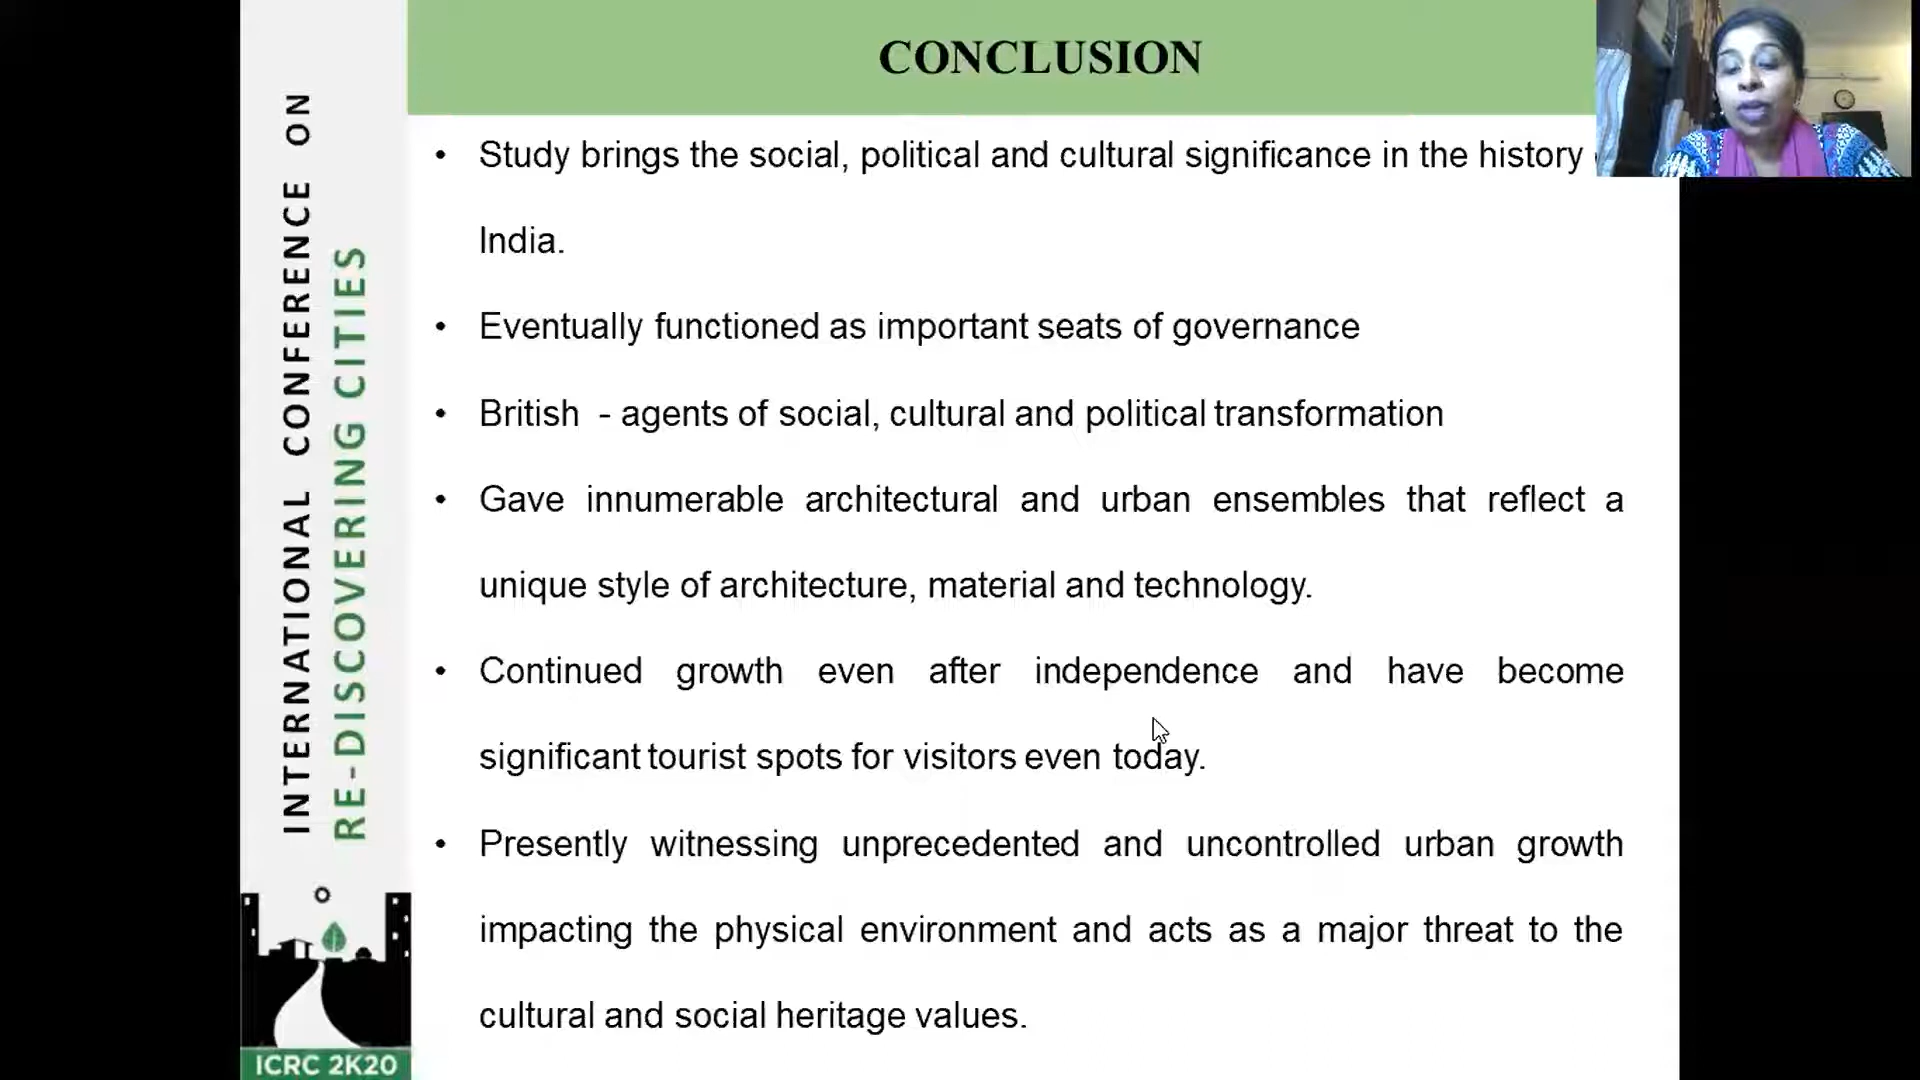 INTERNATIONAL CONFERENCE ON
RE-DISCOVERING CITIES
ICRC 2K20
CONCLUSION
• Study brings the social, political and cultural significance in the history
India.
• Eventually functioned as important seats of governance
• British - agents of social, cultural and political transformation
• Gave innumerable architectural and urban ensembles that reflect a
unique style of architecture, material and technology.
• Continued growth even after independence and have become
significant tourist spots for visitors even today.
• Presently witnessing unprecedented and uncontrolled urban growth
impacting the physical environment and acts as a major threat to the
cultural and social heritage values.